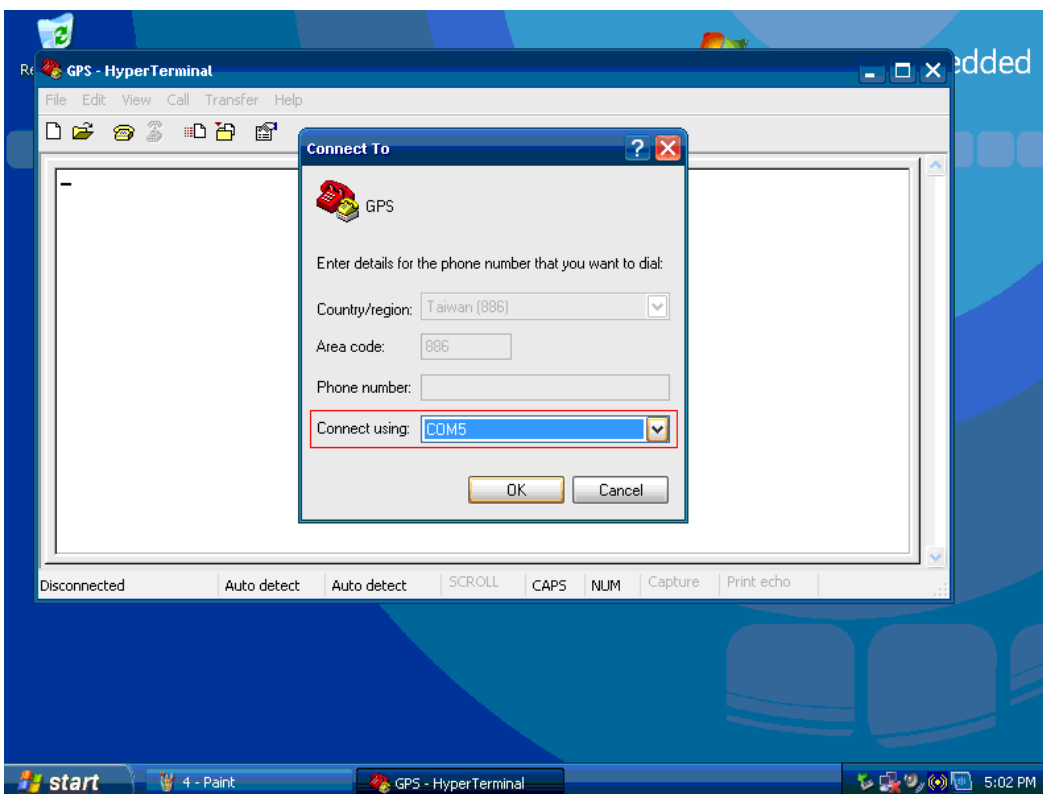 Re
edded
GPS - HyperTerminal
File Edit View Call Transfer Help
Connect To
GPS
Enter details for the phone number that you want to dial:
Country/region: Taiwan (886)
Area code: 886
Phone number:
Connect using: COM5
OK Cancel
Disconnected Auto detect Auto detect SCROLL CAPS NUM Capture Print echo
start 4 - Paint GPS - HyperTerminal 5:02 PM